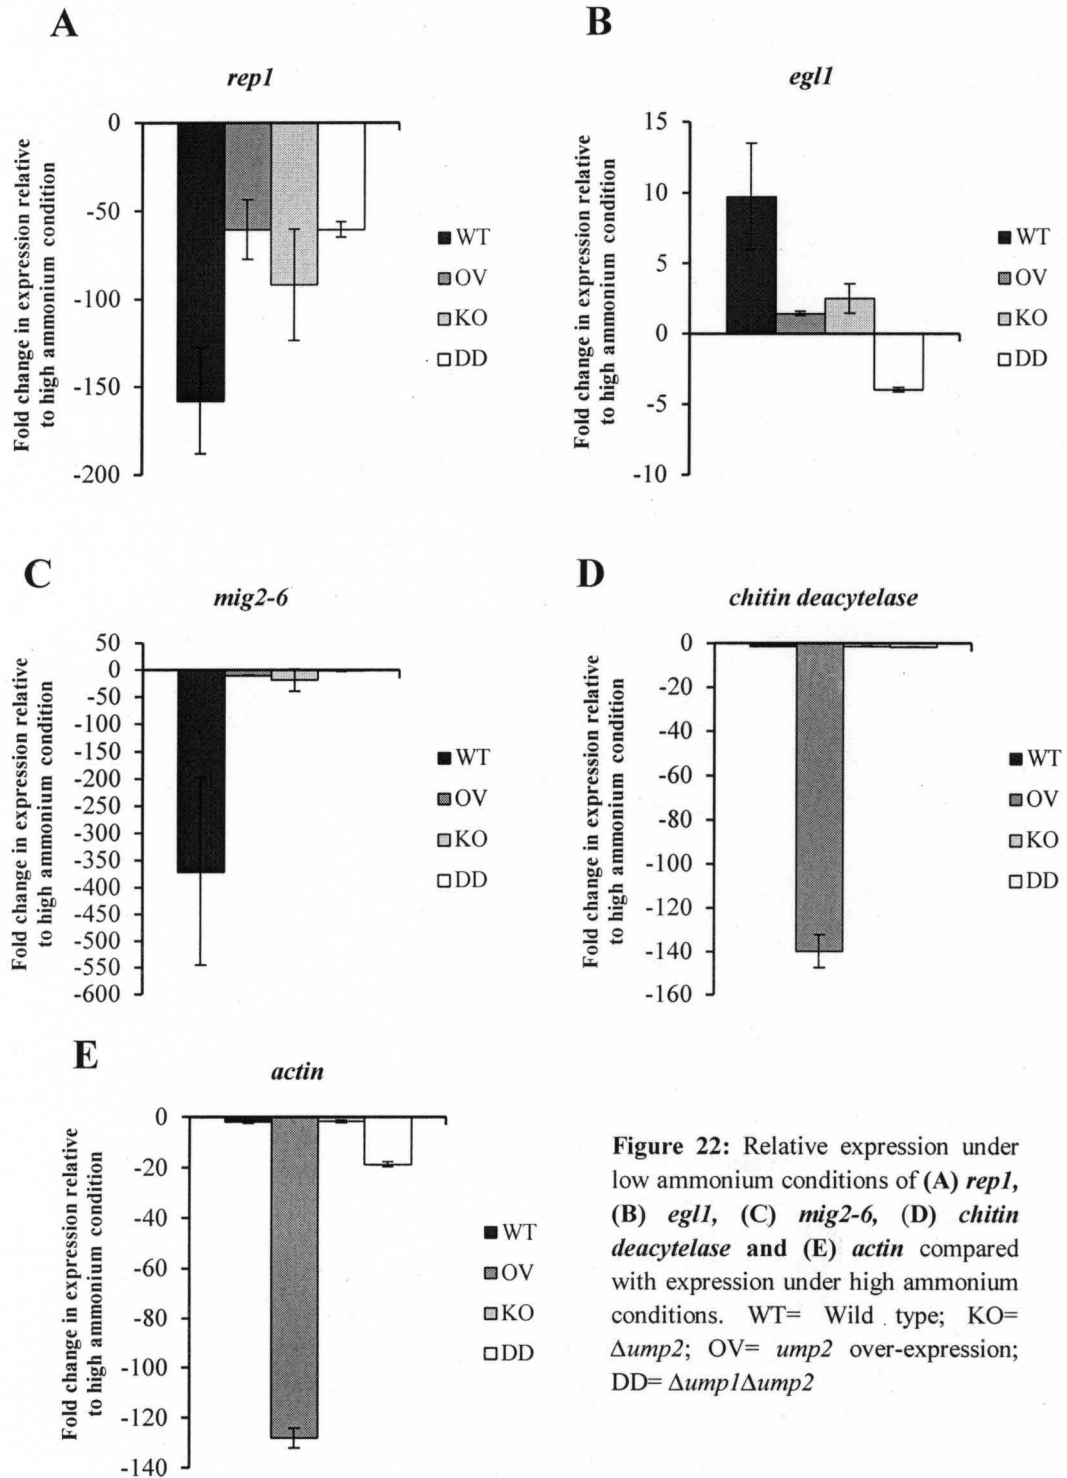 A
rep1
Fold change in expression relative
to high ammonium condition
0
-50
-100
-150
-200
WT
OV
KO
DD
B
egl1
Fold change in expression relative
to high ammonium condition
15
10
5
0
-5
-10
WT
OV
KO
DD
C
mig2-6
Fold change in expression relative
to high ammonium condition
50
0
-50
-100
-150
-200
-250
-300
-350
-400
-450
-500
-550
-600
WT
OV
KO
DD
D
chitin deacytelase
Fold change in expression relative
to high ammonium condition
0
-20
-40
-60
-80
-100
-120
-140
-160
WT
OV
KO
DD
E
actin
Fold change in expression relative
to high ammonium condition
0
-20
-40
-60
-80
-100
-120
-140
WT
OV
KO
DD
Figure 22: Relative expression under
low ammonium conditions of (A) rep1,
(B) egl1, (C) mig2-6, (D) chitin
deacytelase and (E) actin compared
with expression under high ammonium
conditions. WT= Wild type; KO=
Δump2; OV= ump2 over-expression;
DD= Δump1Δump2